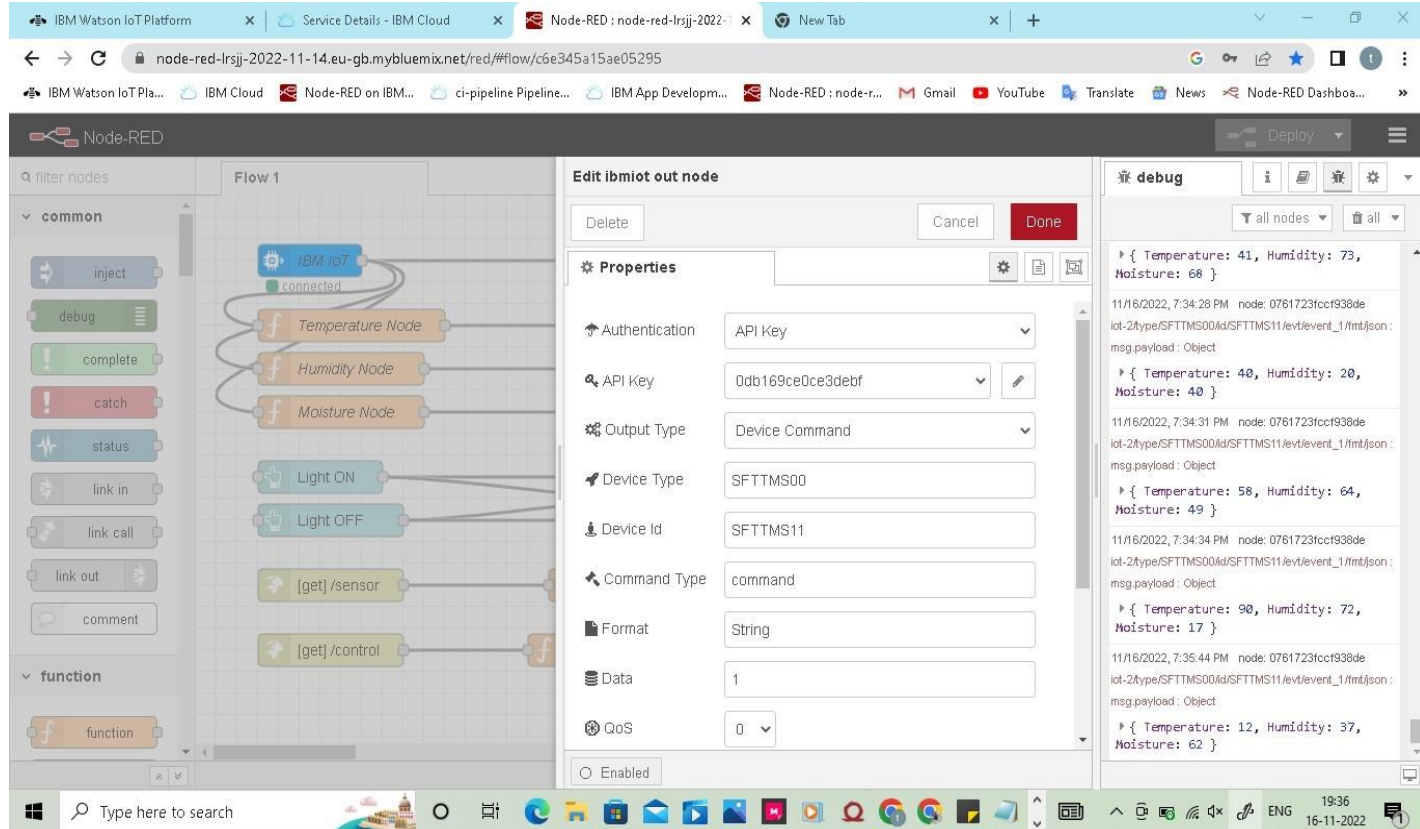 IBM Watson IoT Platform
Service Details - IBM Cloud
Node-RED : node-red-lrsjj-2022-1
New Tab
node-red-lrsjj-2022-11-14.eu-gb.mybluemix.net/red/#flow/c6e345a15ae05295
IBM Watson IoT Pla...
IBM Cloud
Node-RED on IBM...
ci-pipeline Pipeline...
IBM App Developm...
Node-RED : node-r...
Gmail
YouTube
Translate
News
Node-RED Dashboa...
Node-RED
Deploy
filter nodes
common
inject
debug
complete
catch
status
link in
link call
link out
comment
function
function
Flow 1
IBM IoT
connected
Temperature Node
Humidity Node
Moisture Node
Light ON
Light OFF
[get] /sensor
[get] /control
Edit ibmiot out node
Delete
Cancel
Done
Properties
Authentication
API Key
API Key
0db169ce0ce3debf
Output Type
Device Command
Device Type
SFTTMS00
Device Id
SFTTMS11
Command Type
command
Format
String
Data
1
QoS
0
Enabled
debug
all nodes
all
{ Temperature: 41, Humidity: 73,
Moisture: 68 }
11/16/2022, 7:34:28 PM node: 0761723fccf938de
iot-2/type/SFTTMS00/id/SFTTMS11/evt/event_1/fmt/json :
msg.payload : Object
{ Temperature: 40, Humidity: 20,
Moisture: 40 }
11/16/2022, 7:34:31 PM node: 0761723fccf938de
iot-2/type/SFTTMS00/id/SFTTMS11/evt/event_1/fmt/json :
msg.payload : Object
{ Temperature: 58, Humidity: 64,
Moisture: 49 }
11/16/2022, 7:34:34 PM node: 0761723fccf938de
iot-2/type/SFTTMS00/id/SFTTMS11/evt/event_1/fmt/json :
msg.payload : Object
{ Temperature: 90, Humidity: 72,
Moisture: 17 }
11/16/2022, 7:35:44 PM node: 0761723fccf938de
iot-2/type/SFTTMS00/id/SFTTMS11/evt/event_1/fmt/json :
msg.payload : Object
{ Temperature: 12, Humidity: 37,
Moisture: 62 }
Type here to search
ENG
19:36
16-11-2022